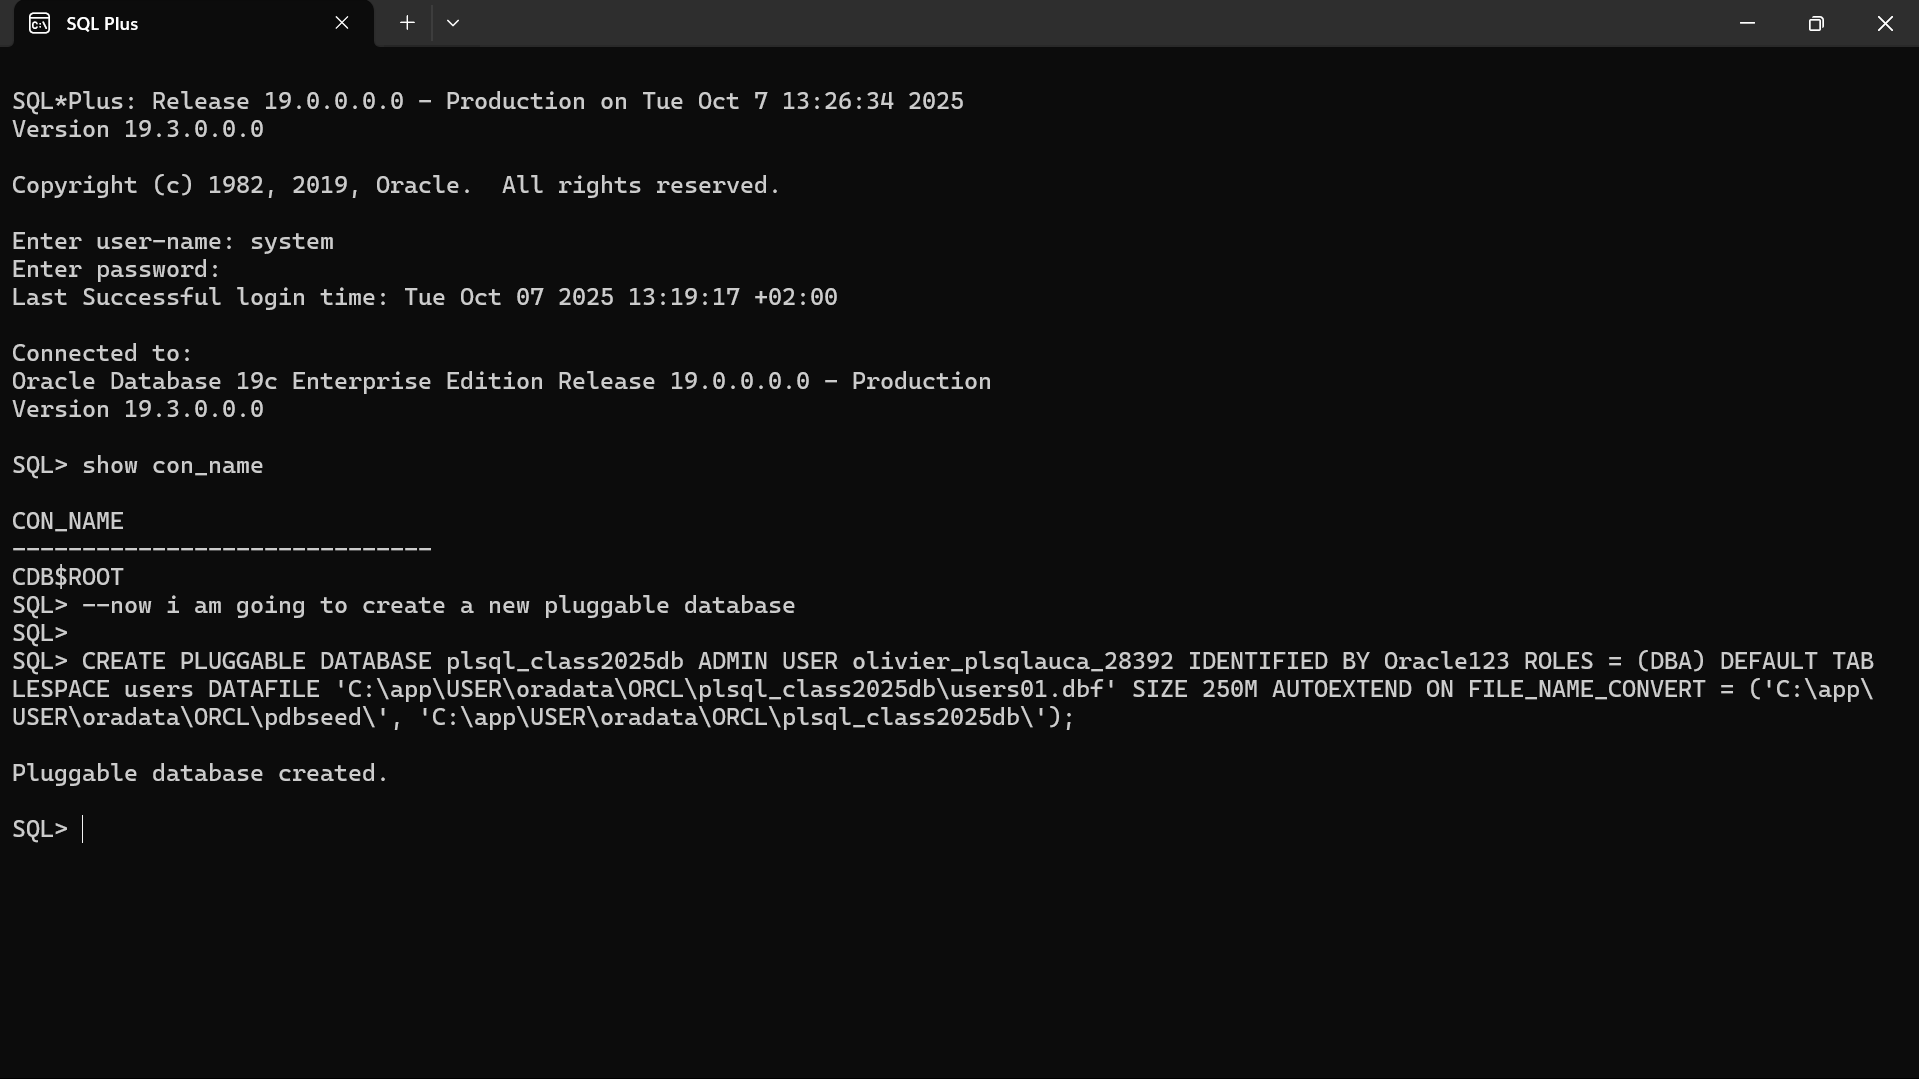 SQL Plus
SQL*Plus: Release 19.0.0.0.0 - Production on Tue Oct 7 13:26:34 2025
Version 19.3.0.0.0
Copyright (c) 1982, 2019, Oracle.  All rights reserved.
Enter user-name: system
Enter password:
Last Successful login time: Tue Oct 07 2025 13:19:17 +02:00
Connected to:
Oracle Database 19c Enterprise Edition Release 19.0.0.0.0 - Production
Version 19.3.0.0.0
SQL> show con_name
CON_NAME
------------------------------
CDB$ROOT
SQL> --now i am going to create a new pluggable database
SQL>
SQL> CREATE PLUGGABLE DATABASE plsql_class2025db ADMIN USER olivier_plsqlauca_28392 IDENTIFIED BY Oracle123 ROLES = (DBA) DEFAULT TAB
LESPACE users DATAFILE 'C:\app\USER\oradata\ORCL\plsql_class2025db\users01.dbf' SIZE 250M AUTOEXTEND ON FILE_NAME_CONVERT = ('C:\app\
USER\oradata\ORCL\pdbseed\', 'C:\app\USER\oradata\ORCL\plsql_class2025db\');
Pluggable database created.
SQL>